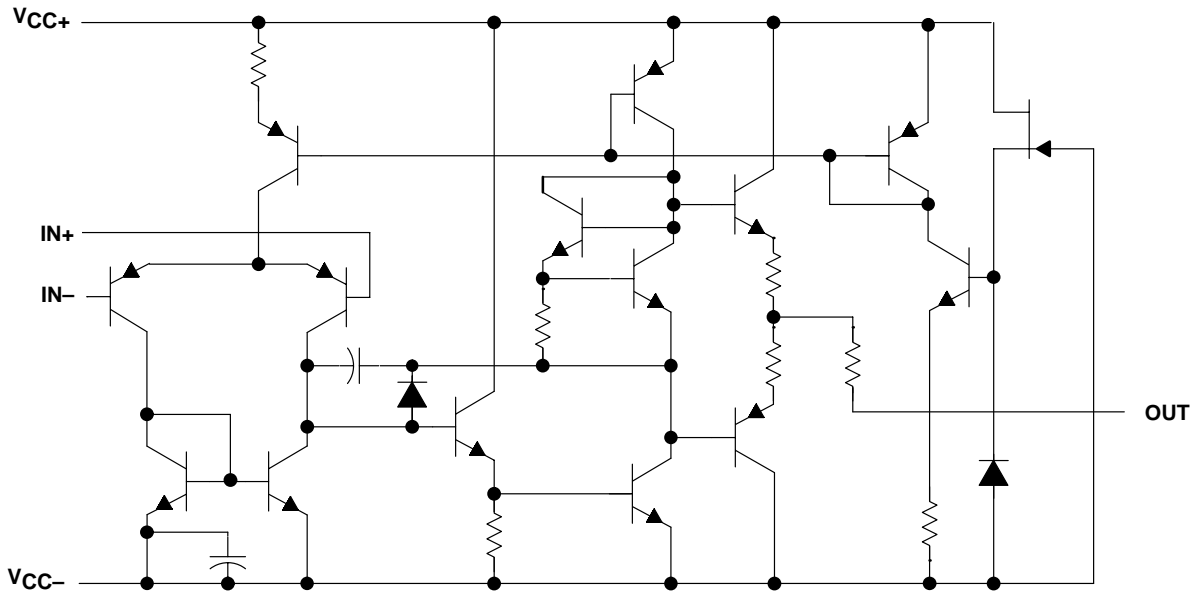 VCC+
IN+
IN–
OUT
VCC–